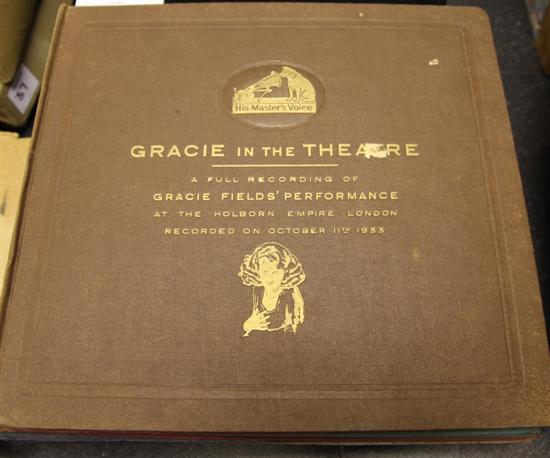 His Master's Voice
GRACIE IN THE THEATRE
A FULL RECORDING OF
GRACIE FIELDS' PERFORMANCE
AT THE HOLBORN EMPIRE LONDON
RECORDED ON OCTOBER 11TH 1933
37